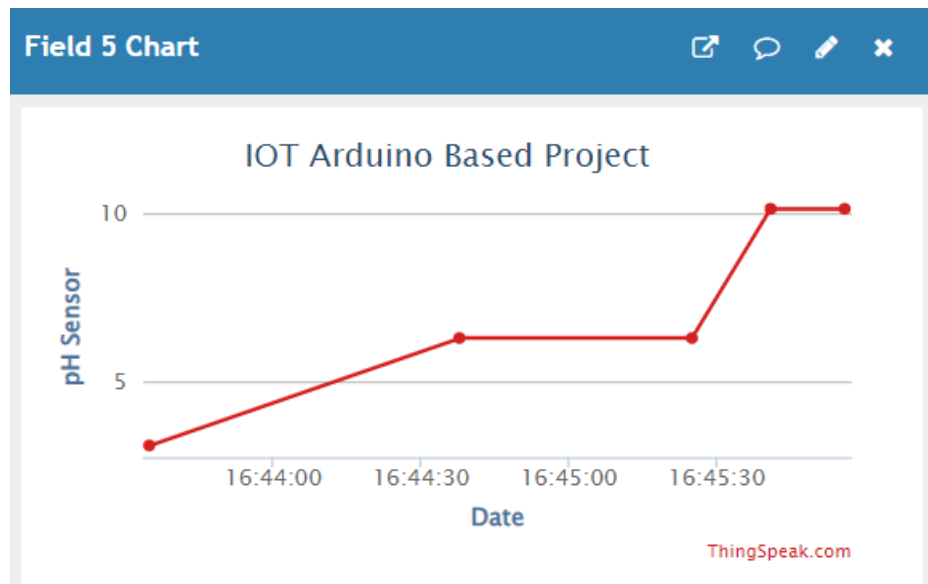 Field 5 Chart
IOT Arduino Based Project
10
5
pH Sensor
16:44:00 16:44:30 16:45:00 16:45:30
Date
ThingSpeak.com